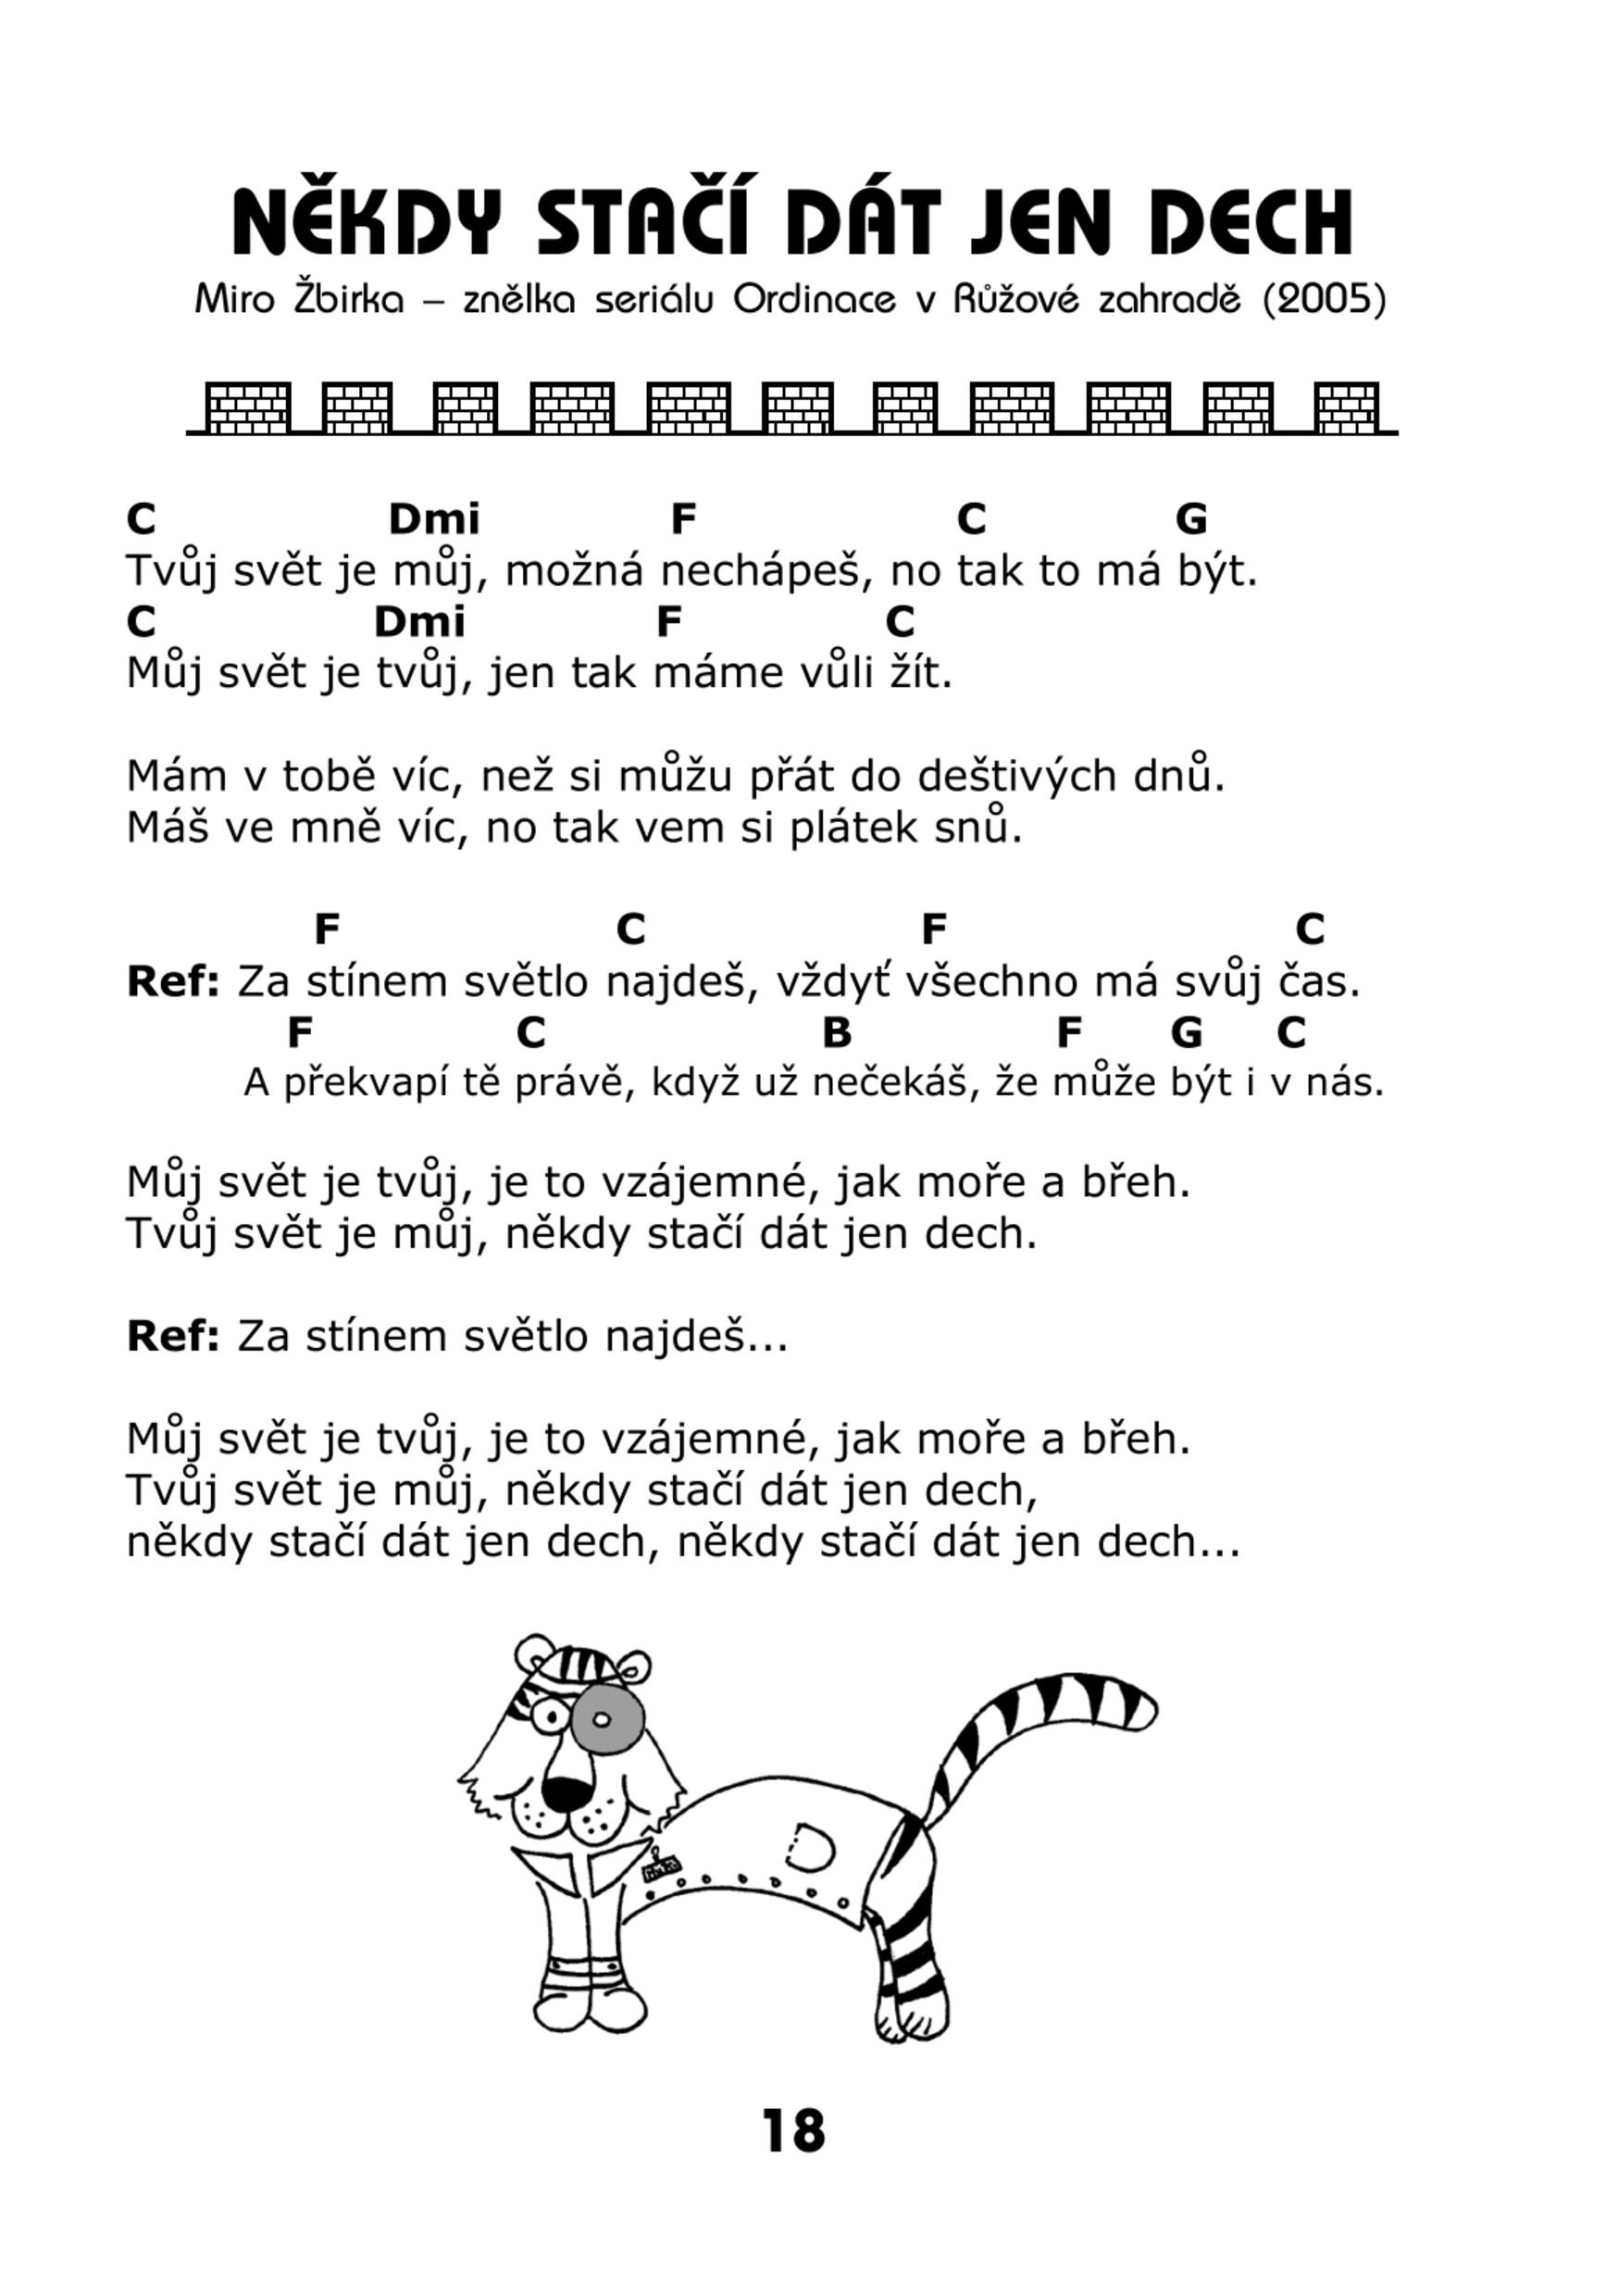 NĚKDY STAČÍ DÁT JEN DECH
Miro Žbirka – znělka seriálu Ordinace v Růžové zahradě (2005)
C Dmi F C G
Tvůj svět je můj, možná nechápeš, no tak to má být.
C Dmi F C
Můj svět je tvůj, jen tak máme vůli žít.
Mám v tobě víc, než si můžu přát do deštivých dnů.
Máš ve mně víc, no tak vem si plátek snů.
F C F C
Ref: Za stínem světlo najdeš, vždyť všechno má svůj čas.
F C B F G C
A překvapí tě právě, když už nečekáš, že může být i v nás.
Můj svět je tvůj, je to vzájemné, jak moře a břeh.
Tvůj svět je můj, někdy stačí dát jen dech.
Ref: Za stínem světlo najdeš...
Můj svět je tvůj, je to vzájemné, jak moře a břeh.
Tvůj svět je můj, někdy stačí dát jen dech,
někdy stačí dát jen dech, někdy stačí dát jen dech...
18